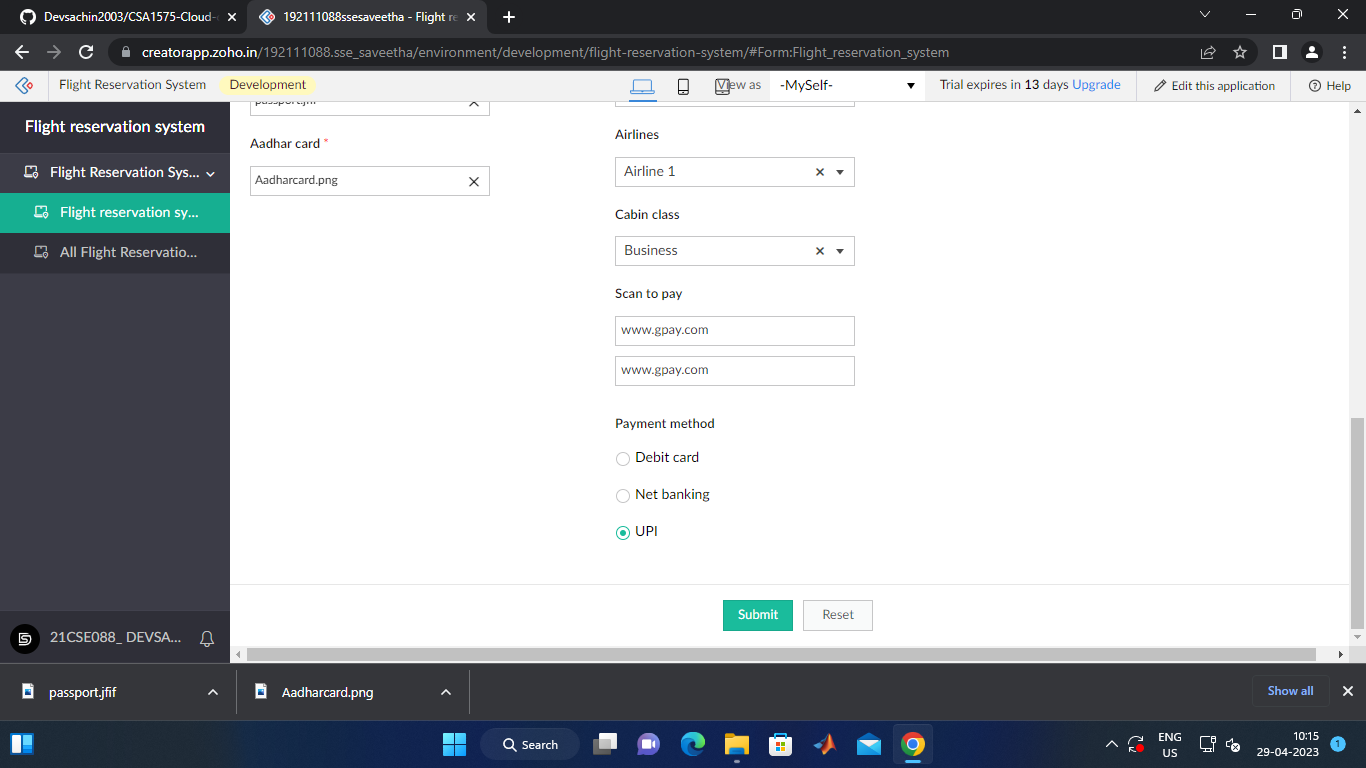 Devsachin2003/CSA1575-Cloud-
192111088ssesaveetha - Flight re
creatorapp.zoho.in/192111088.sse_saveetha/environment/development/flight-reservation-system/#Form:Flight_reservation_system
Flight Reservation System
Development
View as
-MySelf-
Trial expires in 13 days Upgrade
Edit this application
Help
Flight reservation system
Flight Reservation Sys...
Flight reservation sy...
All Flight Reservatio...
21CSE088_ DEVSA...
passport.jfif
Aadhar card *
Aadharcard.png
Airlines
Airline 1
Cabin class
Business
Scan to pay
www.gpay.com
www.gpay.com
Payment method
Debit card
Net banking
UPI
Submit
Reset
passport.jfif
Aadharcard.png
Show all
Search
ENG
US
10:15
29-04-2023
1